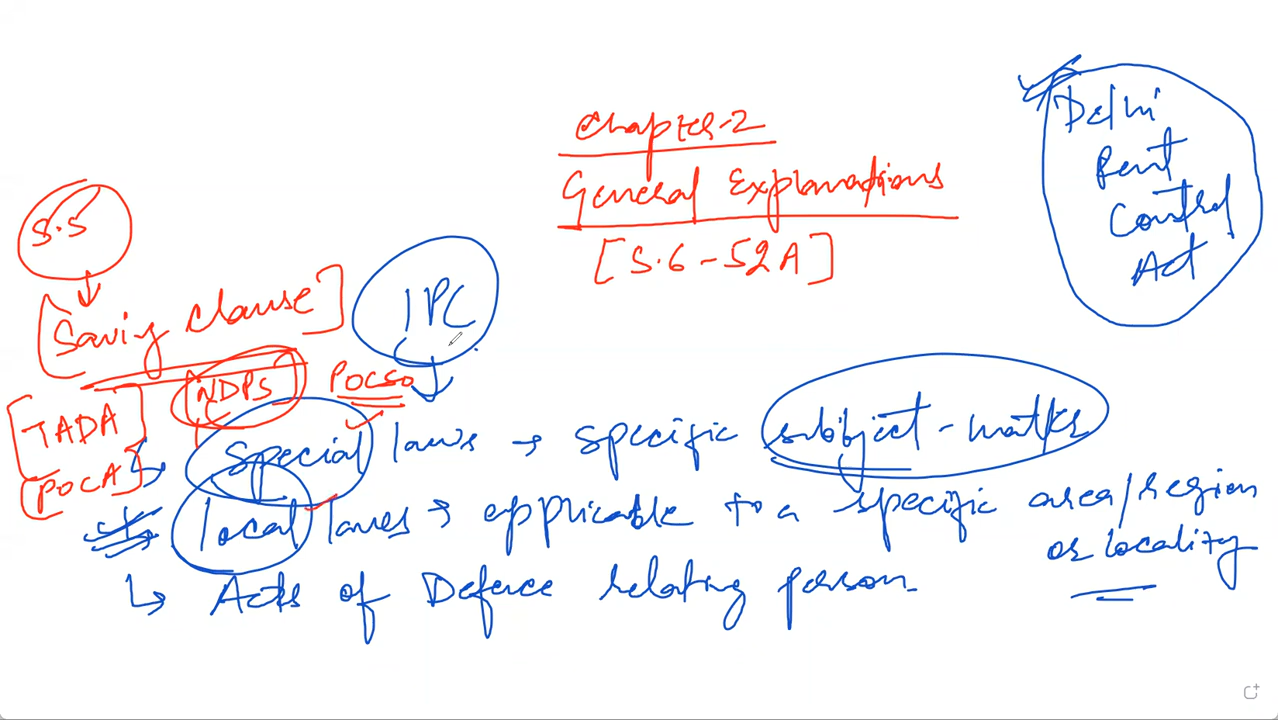 Chapter-2
General Explanations
[S.6-52A]
Delhi
Rent
Control
Act
S.5
[Saving clause]
IPC
[TADA
POCA]
NDPS
POCSO
↳ Special laws → specific subject-matter
↳ local laws → applicable to a specific area/region
or locality
↳ Acts of Defence relating person